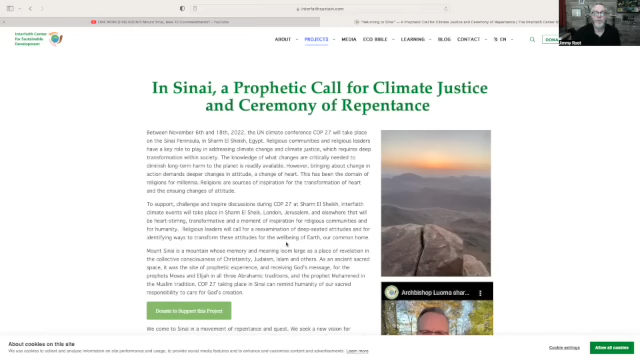 interfaithsustain.com
Interfaith Center
For Sustainable
Development
ABOUT
PROJECTS
MEDIA
ECO BIBLE
LEARNING
BLOG
CONTACT
EN
DONA
Jimmy Root
In Sinai, a Prophetic Call for Climate Justice
and Ceremony of Repentance
Between November 6th and 18th, 2022, the UN climate conference COP 27 will take place
on the Sinai Peninsula, in Sharm El Sheikh, Egypt. Religious communities and religious leaders
have a key role to play in addressing climate change and climate justice, which requires deep
transformation within society. The knowledge of what changes are critically needed to
diminish long-term harm to the planet is readily available. However, bringing about change in
action demands deeper changes in attitude, a change of heart. This has been the domain of
religions for millennia. Religions are sources of inspiration for the transformation of heart
and the ensuing changes of attitude.
To support, challenge and inspire discussions during COP 27 at Sharm El Sheikh, interfaith
climate events will take place in Sharm El Sheik, London, Jerusalem, and elsewhere that will
be heart-stirring, transformative and a moment of inspiration for religious communities and
for humanity. Religious leaders will call for a reexamination of deep-seated attitudes and for
identifying ways to transform these attitudes for the wellbeing of Earth, our common home.
Mount Sinai is a mountain whose memory and meaning loom large as a place of revelation in
the collective consciousness of Christianity, Judaism, Islam and others. As an ancient sacred
space, it was the site of prophetic experience, and receiving God's message, for
the prophets Moses and Elijah in all three Abrahamic traditions, and the prophet Mohammed in
the Muslim tradition. COP 27 taking place in Sinai can remind humanity of our sacred
responsibility to care for God's creation.
Archbishop Luoma shar...
Donate to Support this Project
We come to Sinai in a movement of repentance and quest. We seek a new vision for
About cookies on this site
We use cookies to collect and analyse information on site performance and usage, to provide social media features and to enhance and customise content and advertisements. Learn more
Cookie settings
Allow all cookies